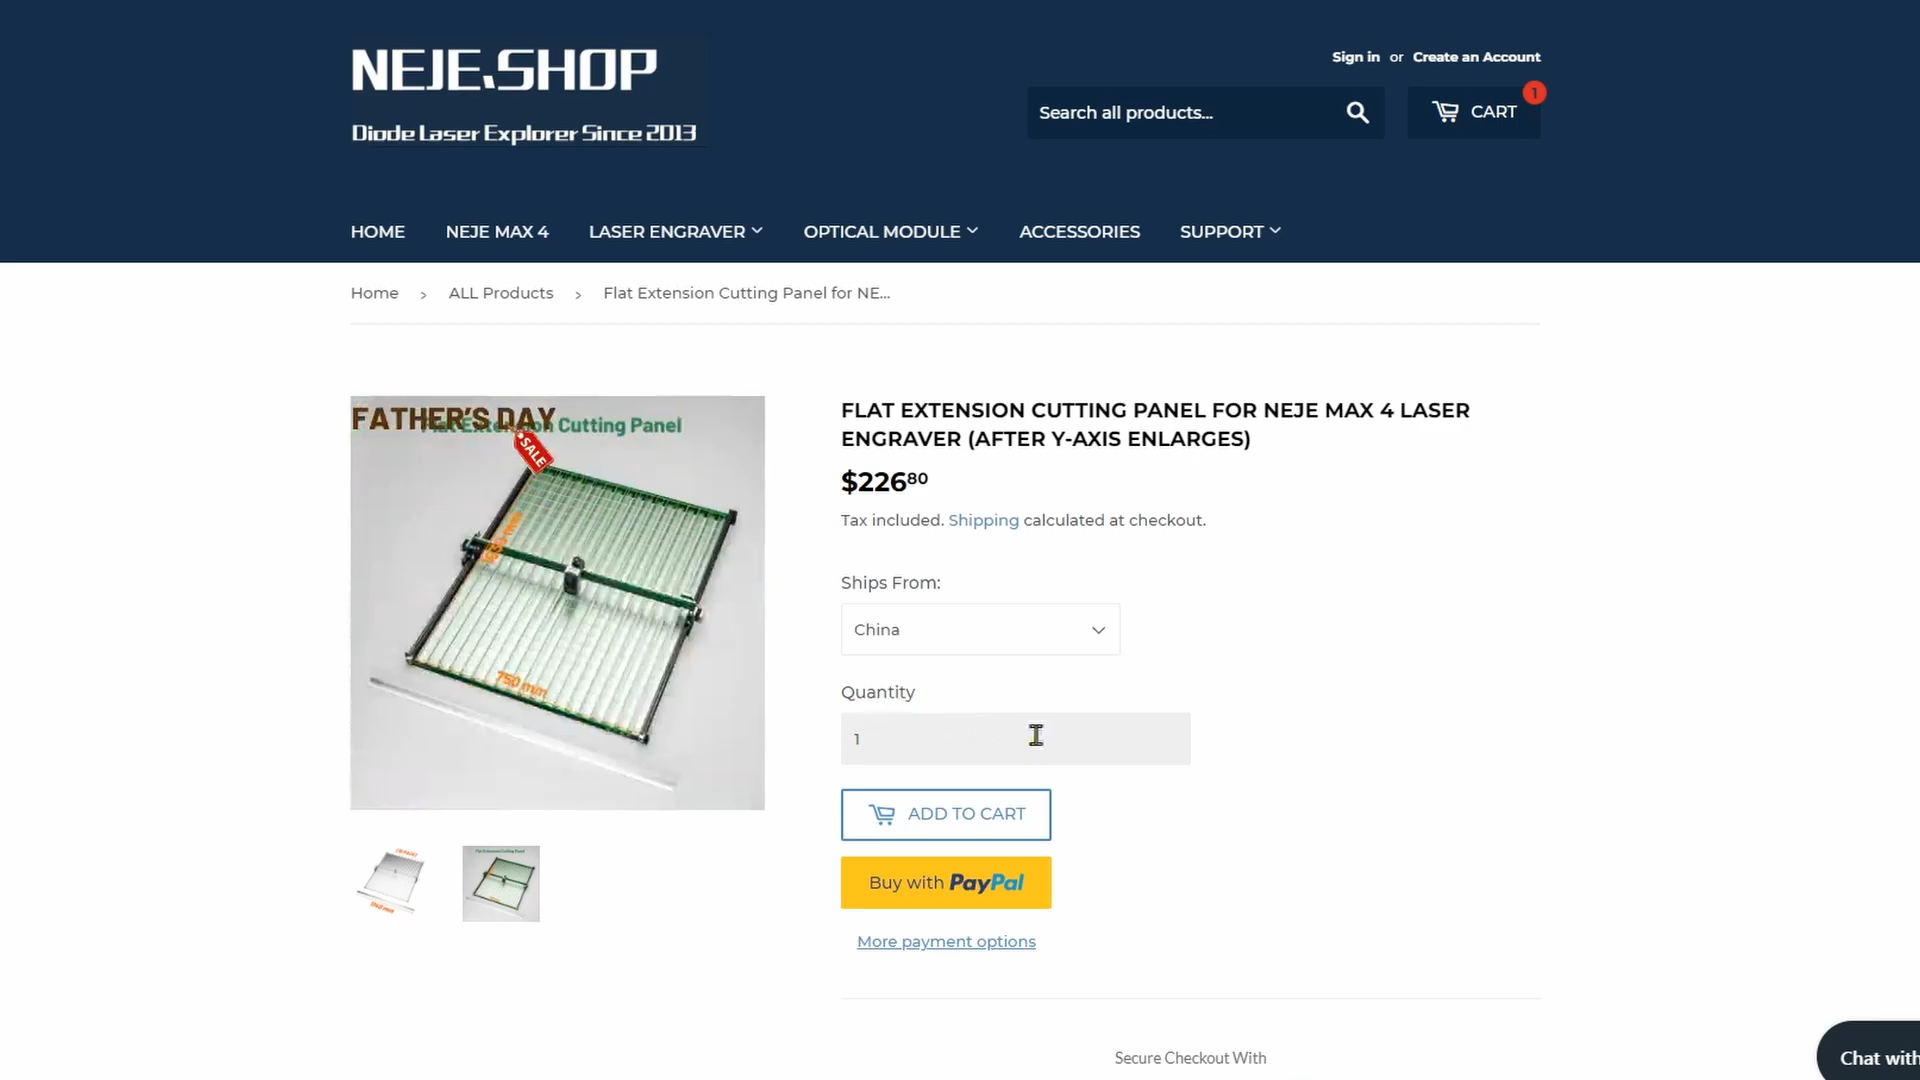 NEJE.SHOP
Diode Laser Explorer Since 2013
Sign in or Create an Account
Search all products...
CART
1
HOME
NEJE MAX 4
LASER ENGRAVER
OPTICAL MODULE
ACCESSORIES
SUPPORT
Home › ALL Products › Flat Extension Cutting Panel for NE...
FATHER'S DAY
SALE
Flat Extension Cutting Panel
750 mm
FLAT EXTENSION CUTTING PANEL FOR NEJE MAX 4 LASER
ENGRAVER (AFTER Y-AXIS ENLARGES)
$22680
Tax included. Shipping calculated at checkout.
Ships From:
China
Quantity
1
ADD TO CART
Buy with PayPal
More payment options
Secure Checkout With
Chat with